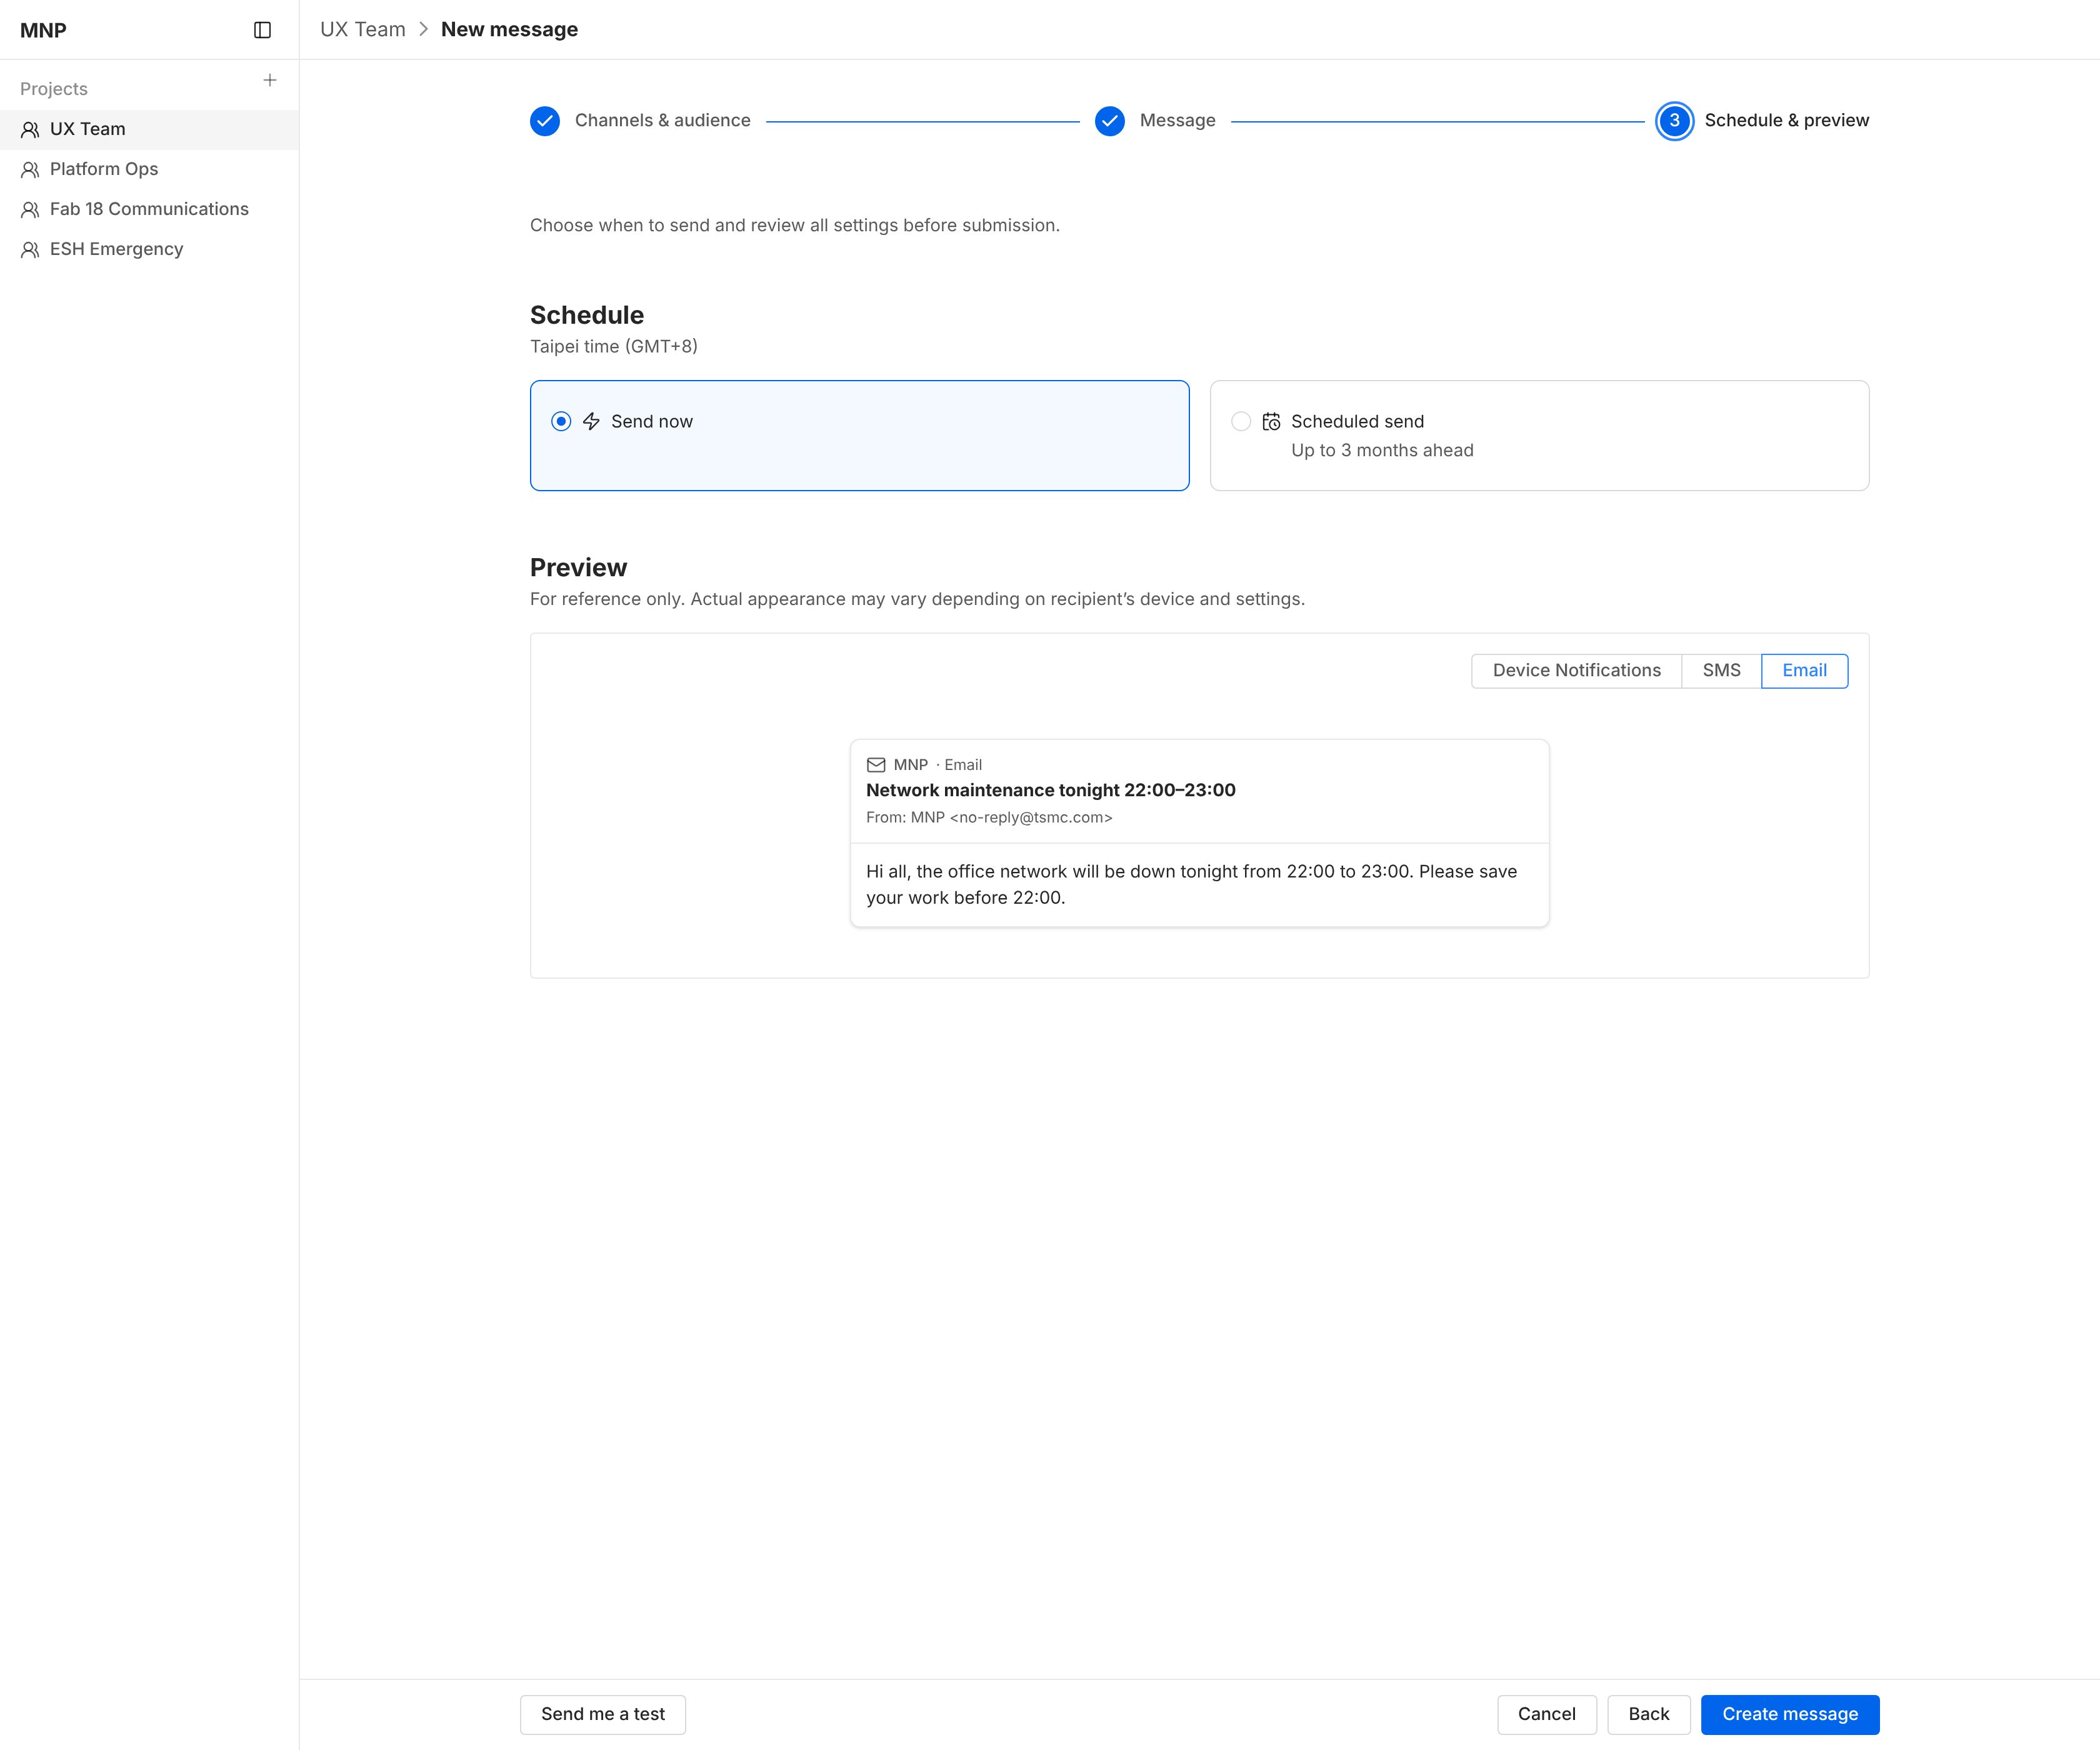 MNP
UX Team
New message
Projects
UX Team
Platform Ops
Fab 18 Communications
ESH Emergency
Channels & audience
Message
3
Schedule & preview
Choose when to send and review all settings before submission.
Schedule
Taipei time (GMT+8)
Send now
Scheduled send
Up to 3 months ahead
Preview
For reference only. Actual appearance may vary depending on recipient’s device and settings.
Device Notifications
SMS
Email
MNP · Email
Network maintenance tonight 22:00–23:00
From: MNP <no-reply@tsmc.com>
Hi all, the office network will be down tonight from 22:00 to 23:00. Please save
your work before 22:00.
Send me a test
Cancel
Back
Create message